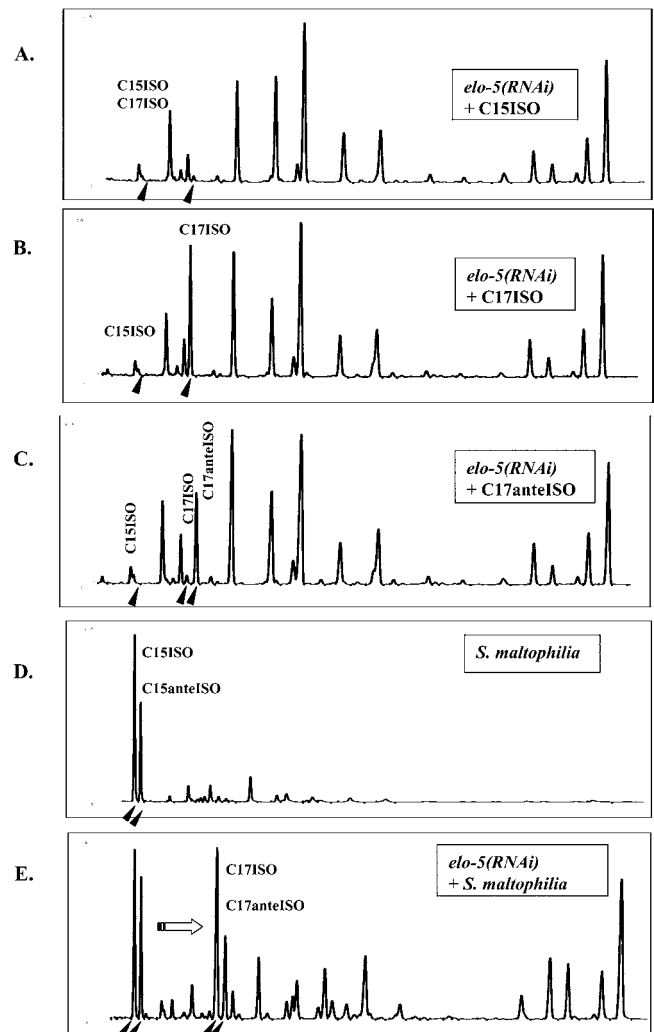 A.
C15ISO
C17ISO
elo-5(RNAi)
+ C15ISO
B.
C17ISO
C15ISO
elo-5(RNAi)
+ C17ISO
C.
C15ISO
C17ISO
C17anteISO
elo-5(RNAi)
+ C17anteISO
D.
C15ISO
C15anteISO
S. maltophilia
E.
C17ISO
C17anteISO
elo-5(RNAi)
+ S. maltophilia